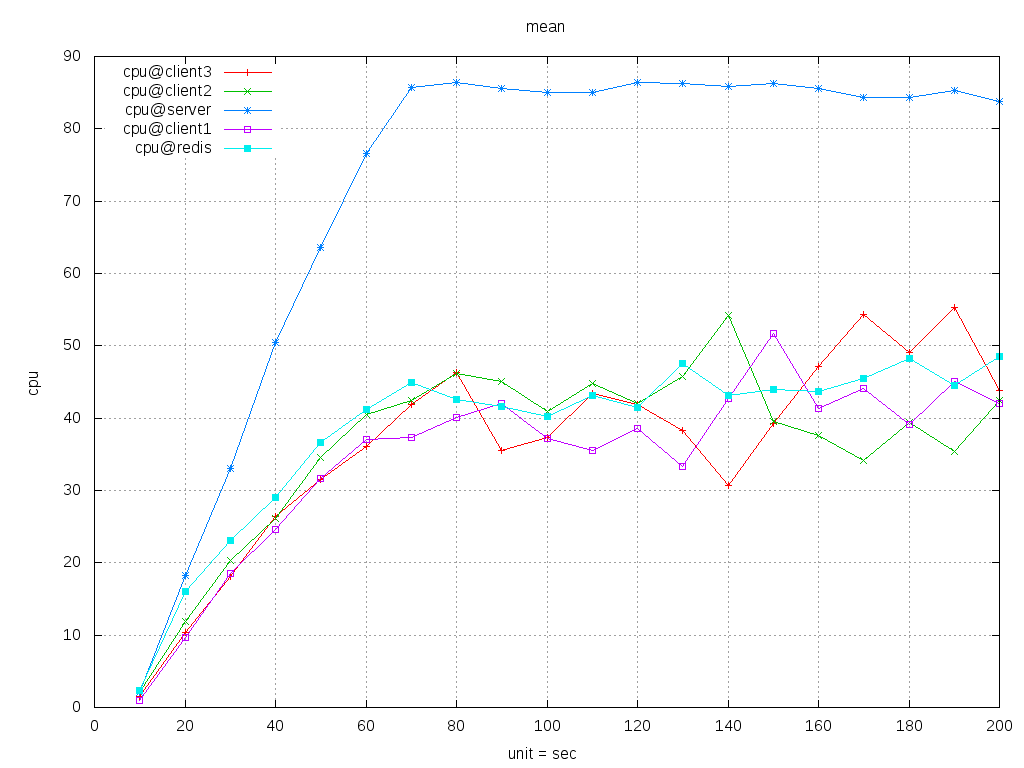 mean
90
80
70
60
50
40
30
20
10
0
cpu
cpu@client3
cpu@client2
cpu@server
cpu@client1
cpu@redis
0 20 40 60 80 100 120 140 160 180 200
unit = sec